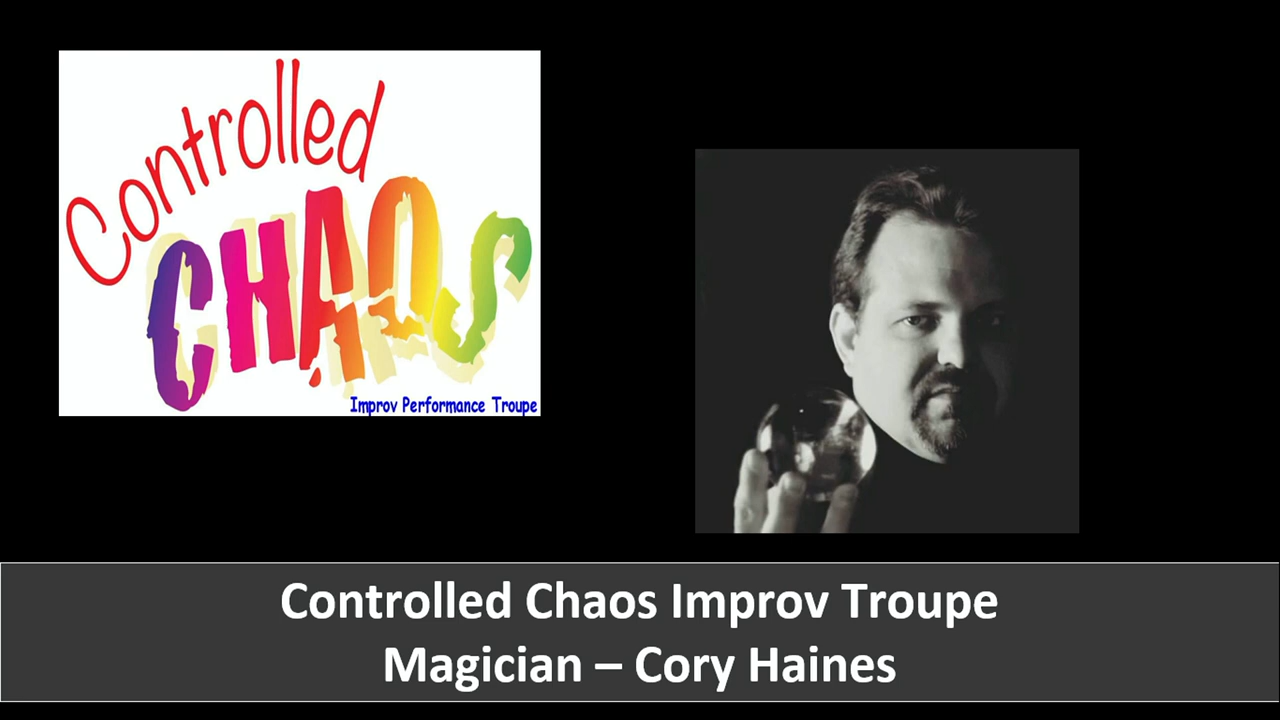 Controlled
CHAOS
Improv Performance Troupe
Controlled Chaos Improv Troupe
Magician – Cory Haines